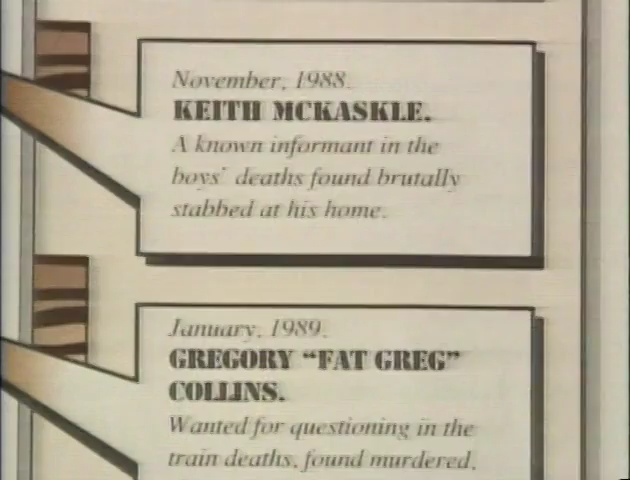 November, 1988.
KEITH MCKASKLE.
A known informant in the
boys' deaths found brutally
stabbed at his home.
January, 1989.
GREGORY “FAT GREG”
COLLINS.
Wanted for questioning in the
train deaths, found murdered,